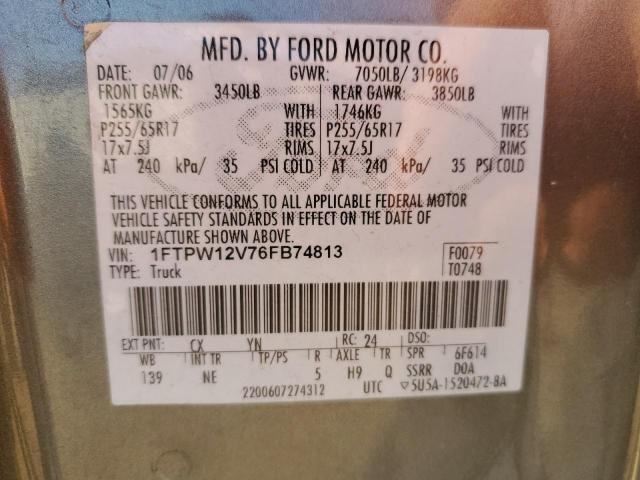 MFD. BY FORD MOTOR CO.
DATE: 07/06 GVWR: 7050LB/ 3198KG
FRONT GAWR: 3450LB REAR GAWR: 3850LB
1565KG WITH 1746KG WITH
P255/65R17 TIRES P255/65R17 TIRES
17x7.5J RIMS 17x7.5J RIMS
AT 240 kPa/ 35 PSI COLD AT 240 kPa/ 35 PSI COLD
THIS VEHICLE CONFORMS TO ALL APPLICABLE FEDERAL MOTOR
VEHICLE SAFETY STANDARDS IN EFFECT ON THE DATE OF
MANUFACTURE SHOWN ABOVE.
VIN: 1FTPW12V76FB74813 F0079
TYPE: Truck T0748
EXT PNT: CX YN RC: 24 DSO:
WB INT TR TP/PS R AXLE TR SPR 6F614
139 NE 5 H9 Q SSRR D0A
2200607274312 UTC ▽5U5A-1520472-BA